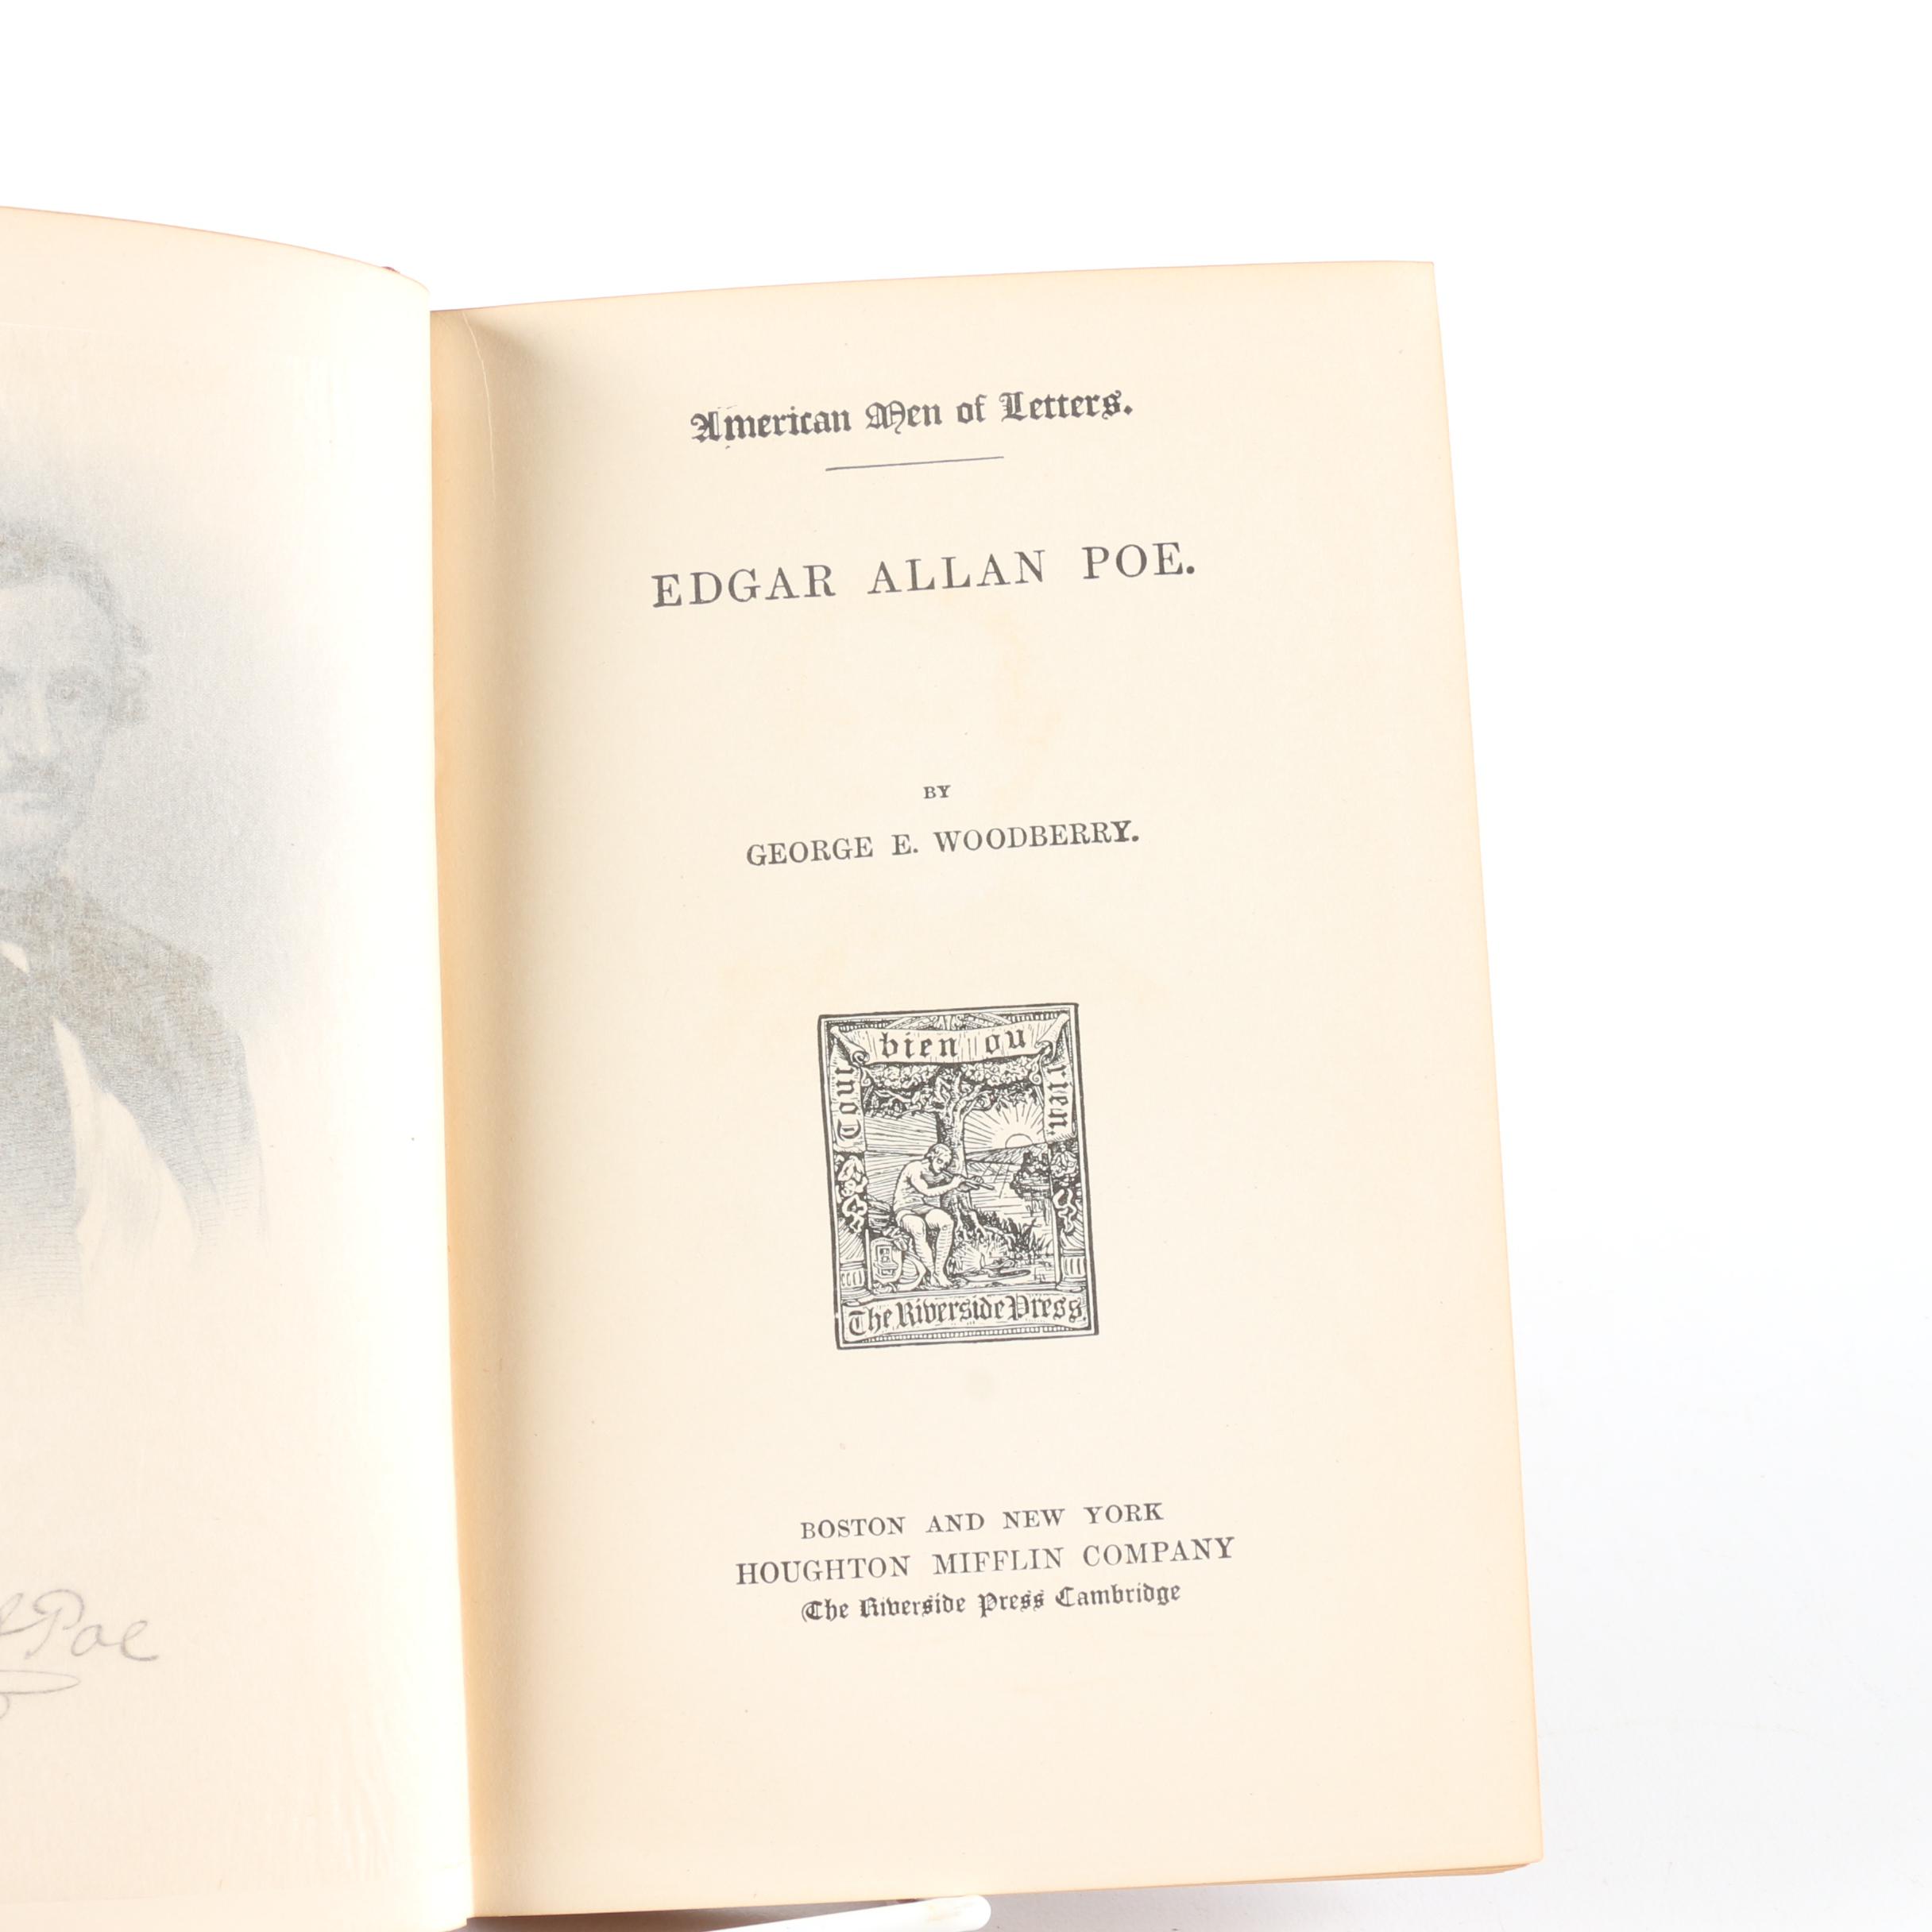 American Men of Letters.
EDGAR ALLAN POE.
BY
GEORGE E. WOODBERRY.
Tout bien ou rien
The Riverside Press
BOSTON AND NEW YORK
HOUGHTON MIFFLIN COMPANY
The Riverside Press Cambridge
Poe